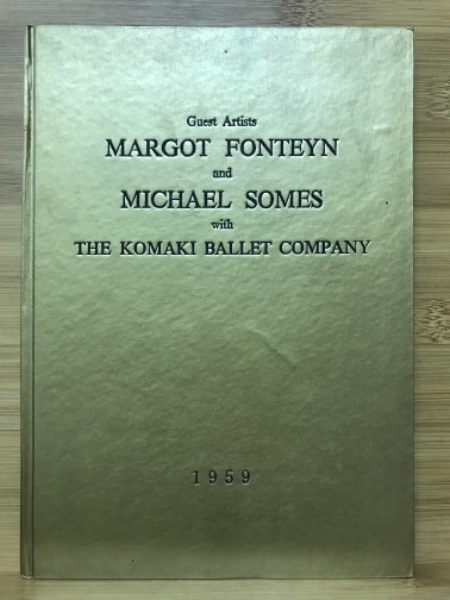 Guest Artists
MARGOT FONTEYN
and
MICHAEL SOMES
with
THE KOMAKI BALLET COMPANY
1959